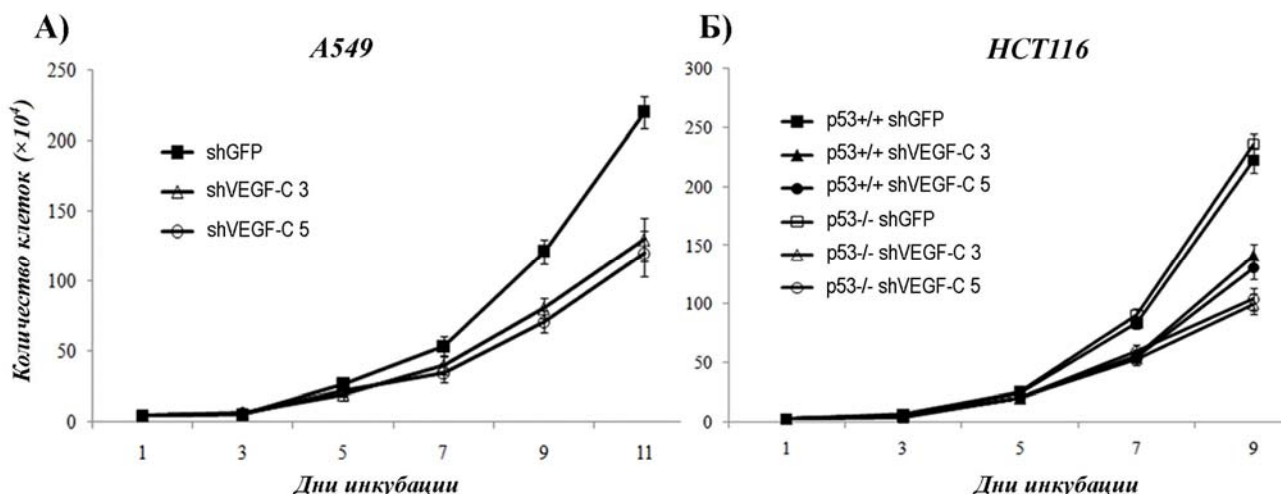 А)
A549
250
200
150
100
50
0
Количество клеток (×10⁴)
shGFP
shVEGF-C 3
shVEGF-C 5
1 3 5 7 9 11
Дни инкубации
Б)
HCT116
300
250
200
150
100
50
0
p53+/+ shGFP
p53+/+ shVEGF-C 3
p53+/+ shVEGF-C 5
p53-/- shGFP
p53-/- shVEGF-C 3
p53-/- shVEGF-C 5
1 3 5 7 9
Дни инкубации